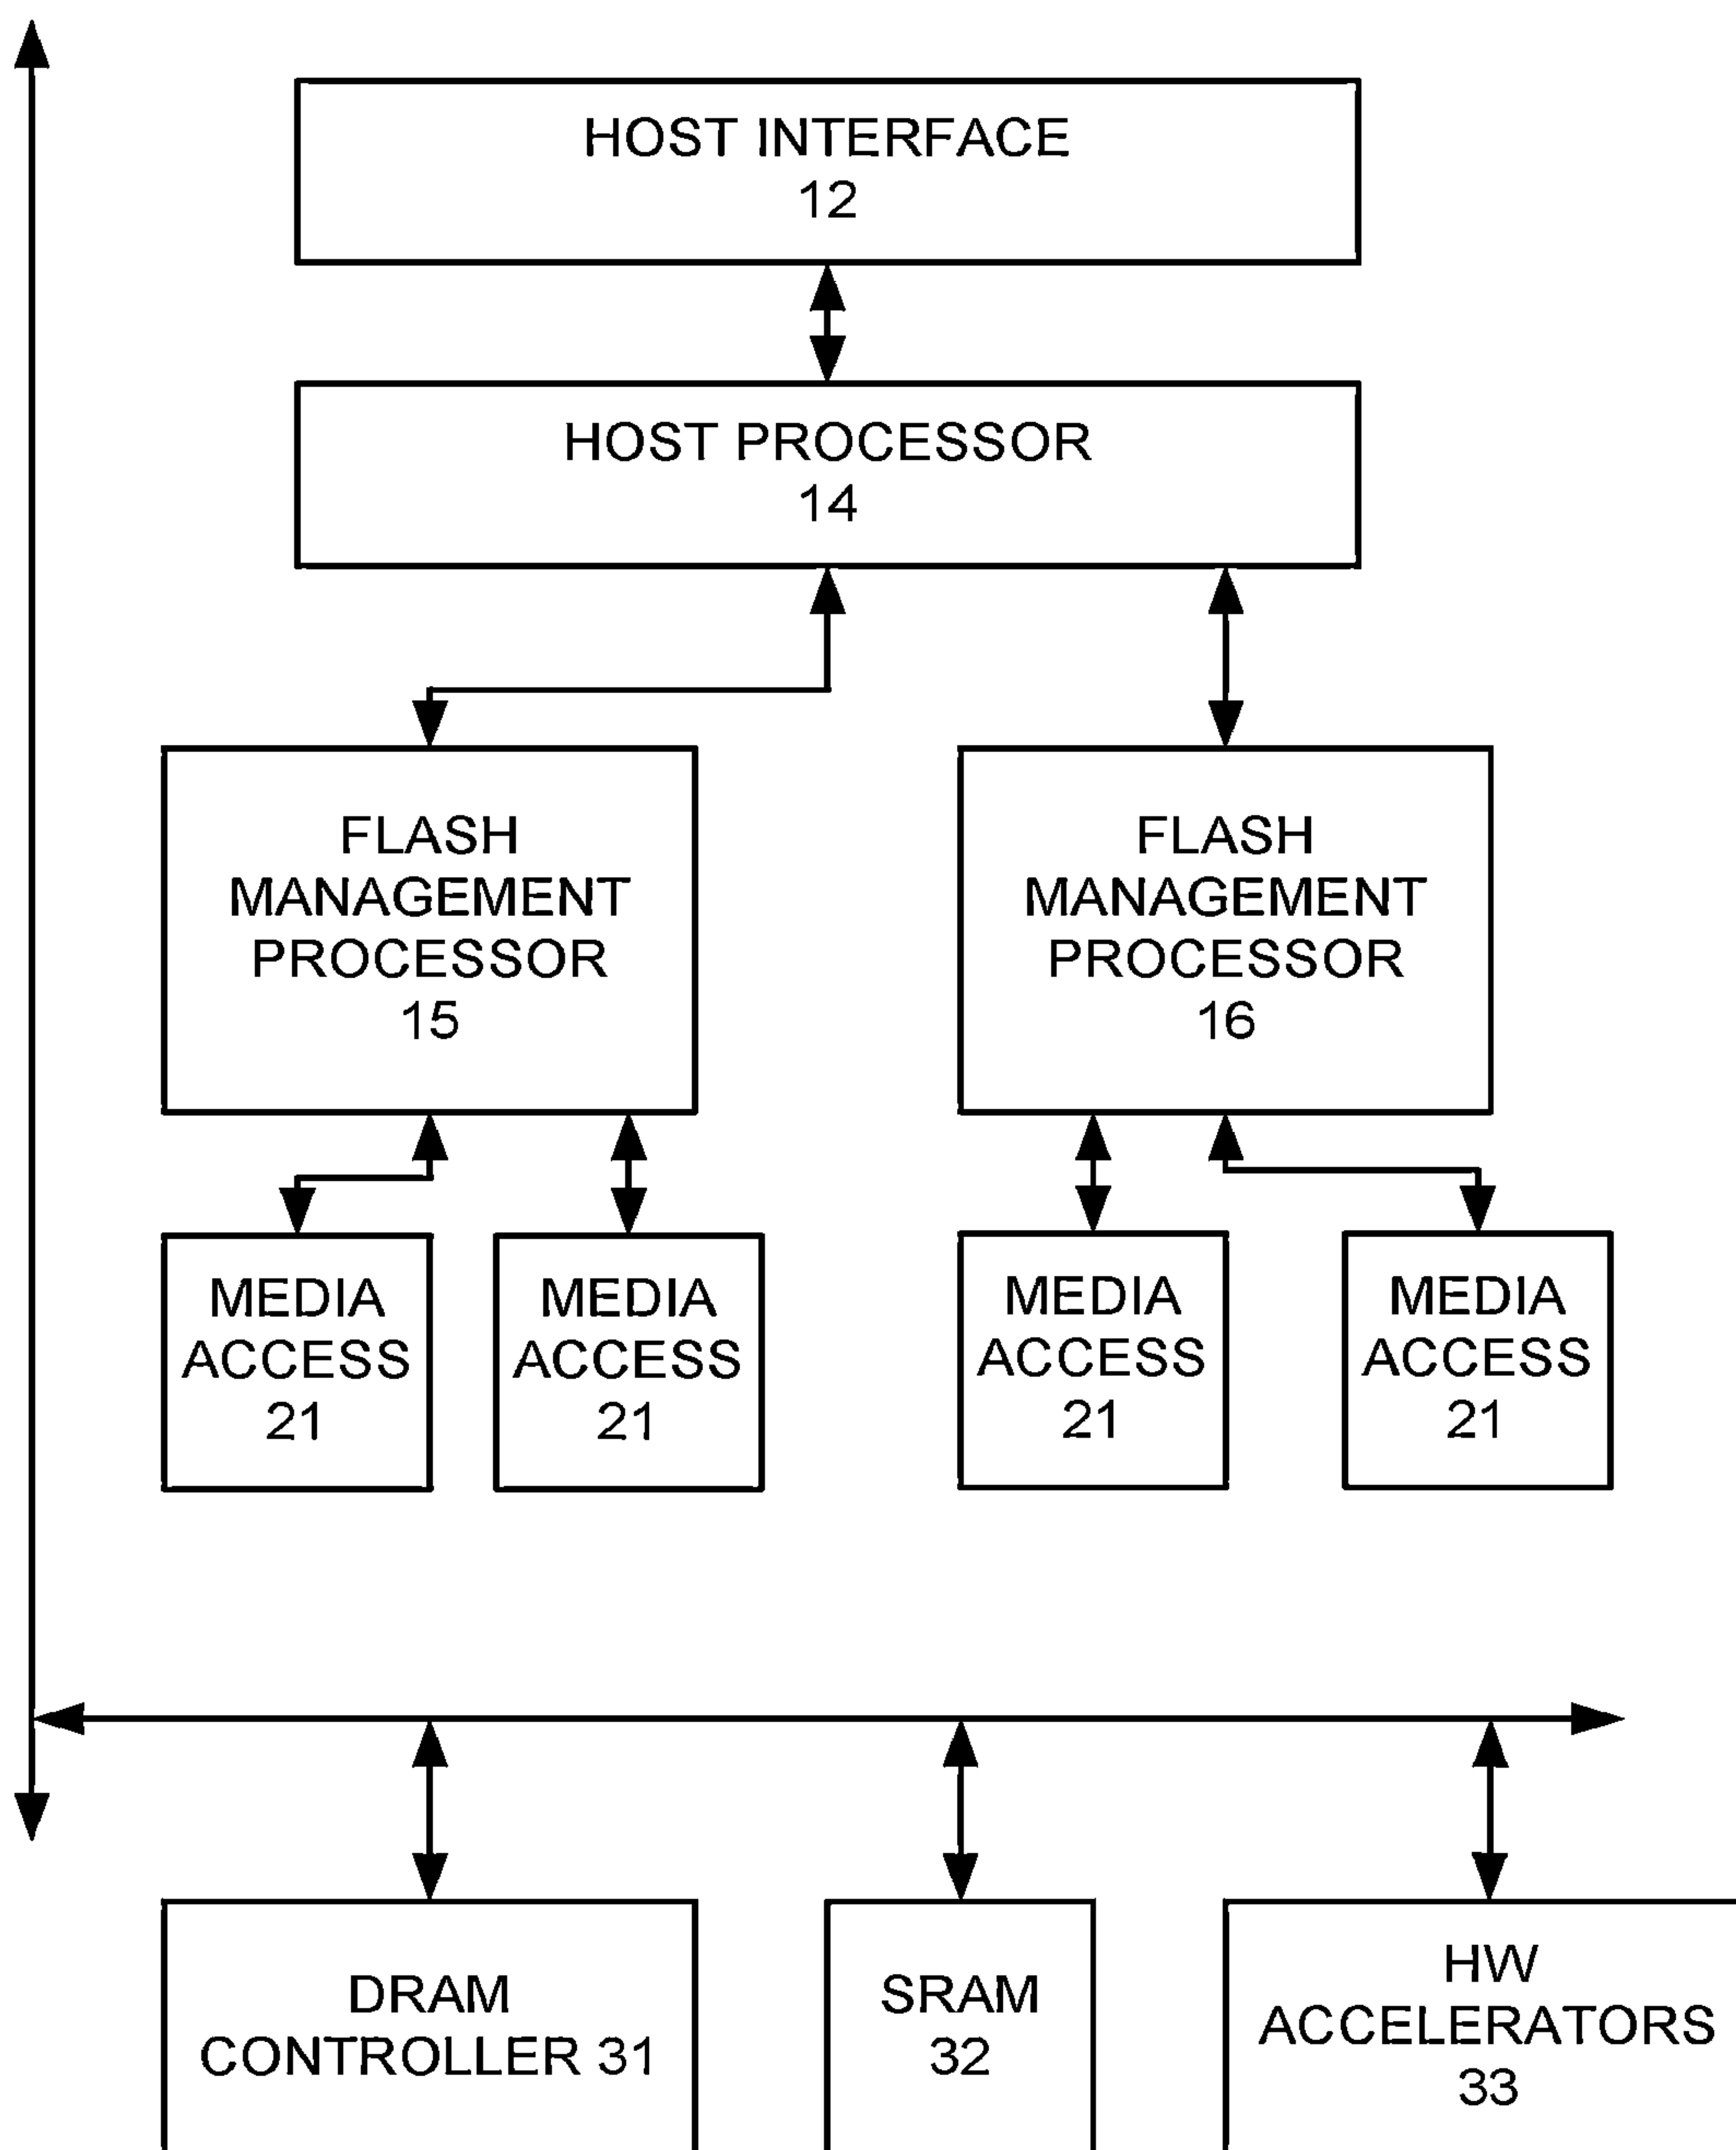 HOST INTERFACE
12
HOST PROCESSOR
14
FLASH
MANAGEMENT
PROCESSOR
15
FLASH
MANAGEMENT
PROCESSOR
16
MEDIA
ACCESS
21
MEDIA
ACCESS
21
MEDIA
ACCESS
21
MEDIA
ACCESS
21
DRAM
CONTROLLER 31
SRAM
32
HW
ACCELERATORS
33